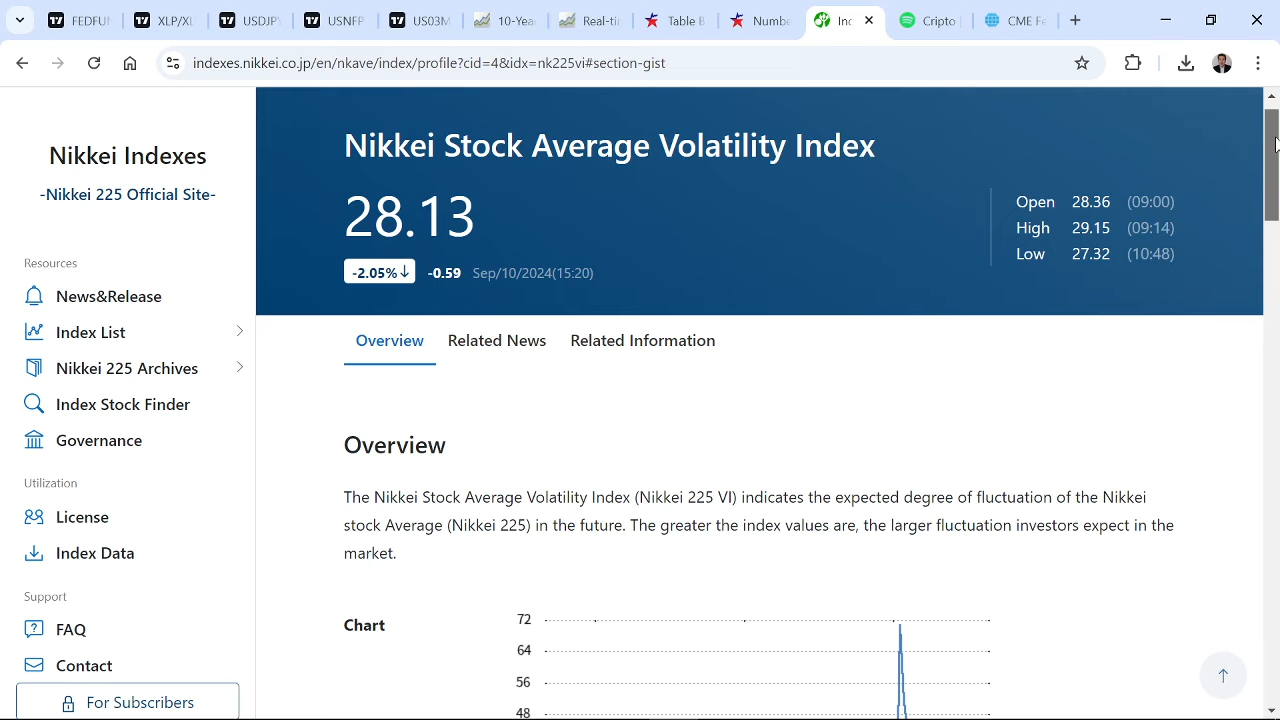 FEDFUN
XLP/XL
USDJPY
USNFP
US03M
10-Yea
Real-tir
Table B
Numbe
Inc
Cripto
CME Fe
indexes.nikkei.co.jp/en/nkave/index/profile?cid=4&idx=nk225vi#section-gist
Nikkei Indexes
-Nikkei 225 Official Site-
Resources
News&Release
Index List
Nikkei 225 Archives
Index Stock Finder
Governance
Utilization
License
Index Data
Support
FAQ
Contact
For Subscribers
Nikkei Stock Average Volatility Index
28.13
-2.05%↓ -0.59 Sep/10/2024(15:20)
Open 28.36 (09:00)
High 29.15 (09:14)
Low 27.32 (10:48)
Overview Related News Related Information
Overview
The Nikkei Stock Average Volatility Index (Nikkei 225 VI) indicates the expected degree of fluctuation of the Nikkei
stock Average (Nikkei 225) in the future. The greater the index values are, the larger fluctuation investors expect in the
market.
Chart
72
64
56
48